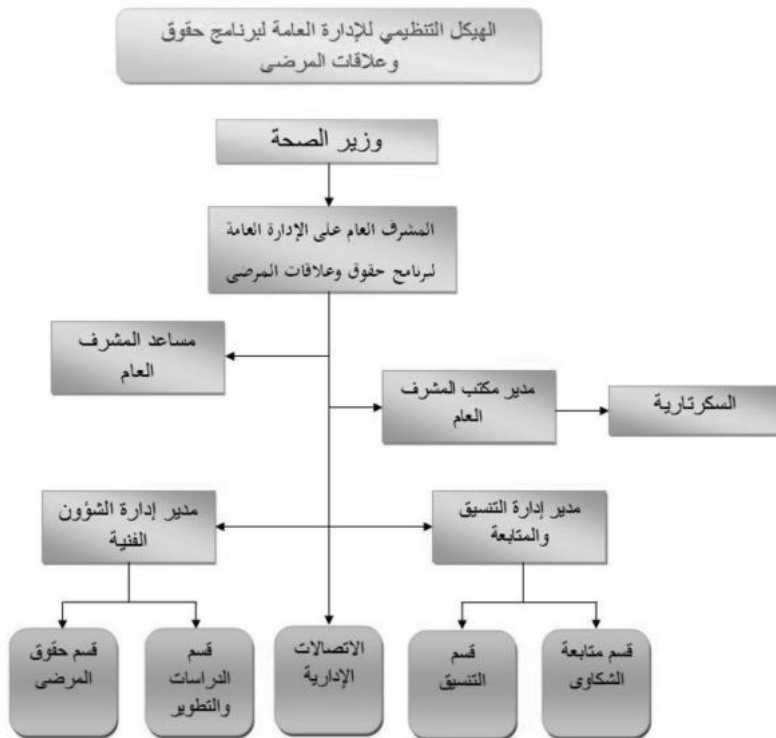 الهيكل التنظيمي للإدارة العامة لبرنامج حقوق
وعلاقات المرضى
وزير الصحة
المشرف العام على الإدارة العامة
لبرنامج حقوق وعلاقات المرضى
مساعد المشرف
العام
مدير مكتب المشرف
العام
السكرتارية
مدير إدارة التنسيق
والمتابعة
مدير إدارة الشؤون
الفنية
قسم متابعة
الشكاوى
قسم
التنسيق
الاتصالات
الإدارية
قسم
الدراسات
والتطوير
قسم حقوق
المرضى